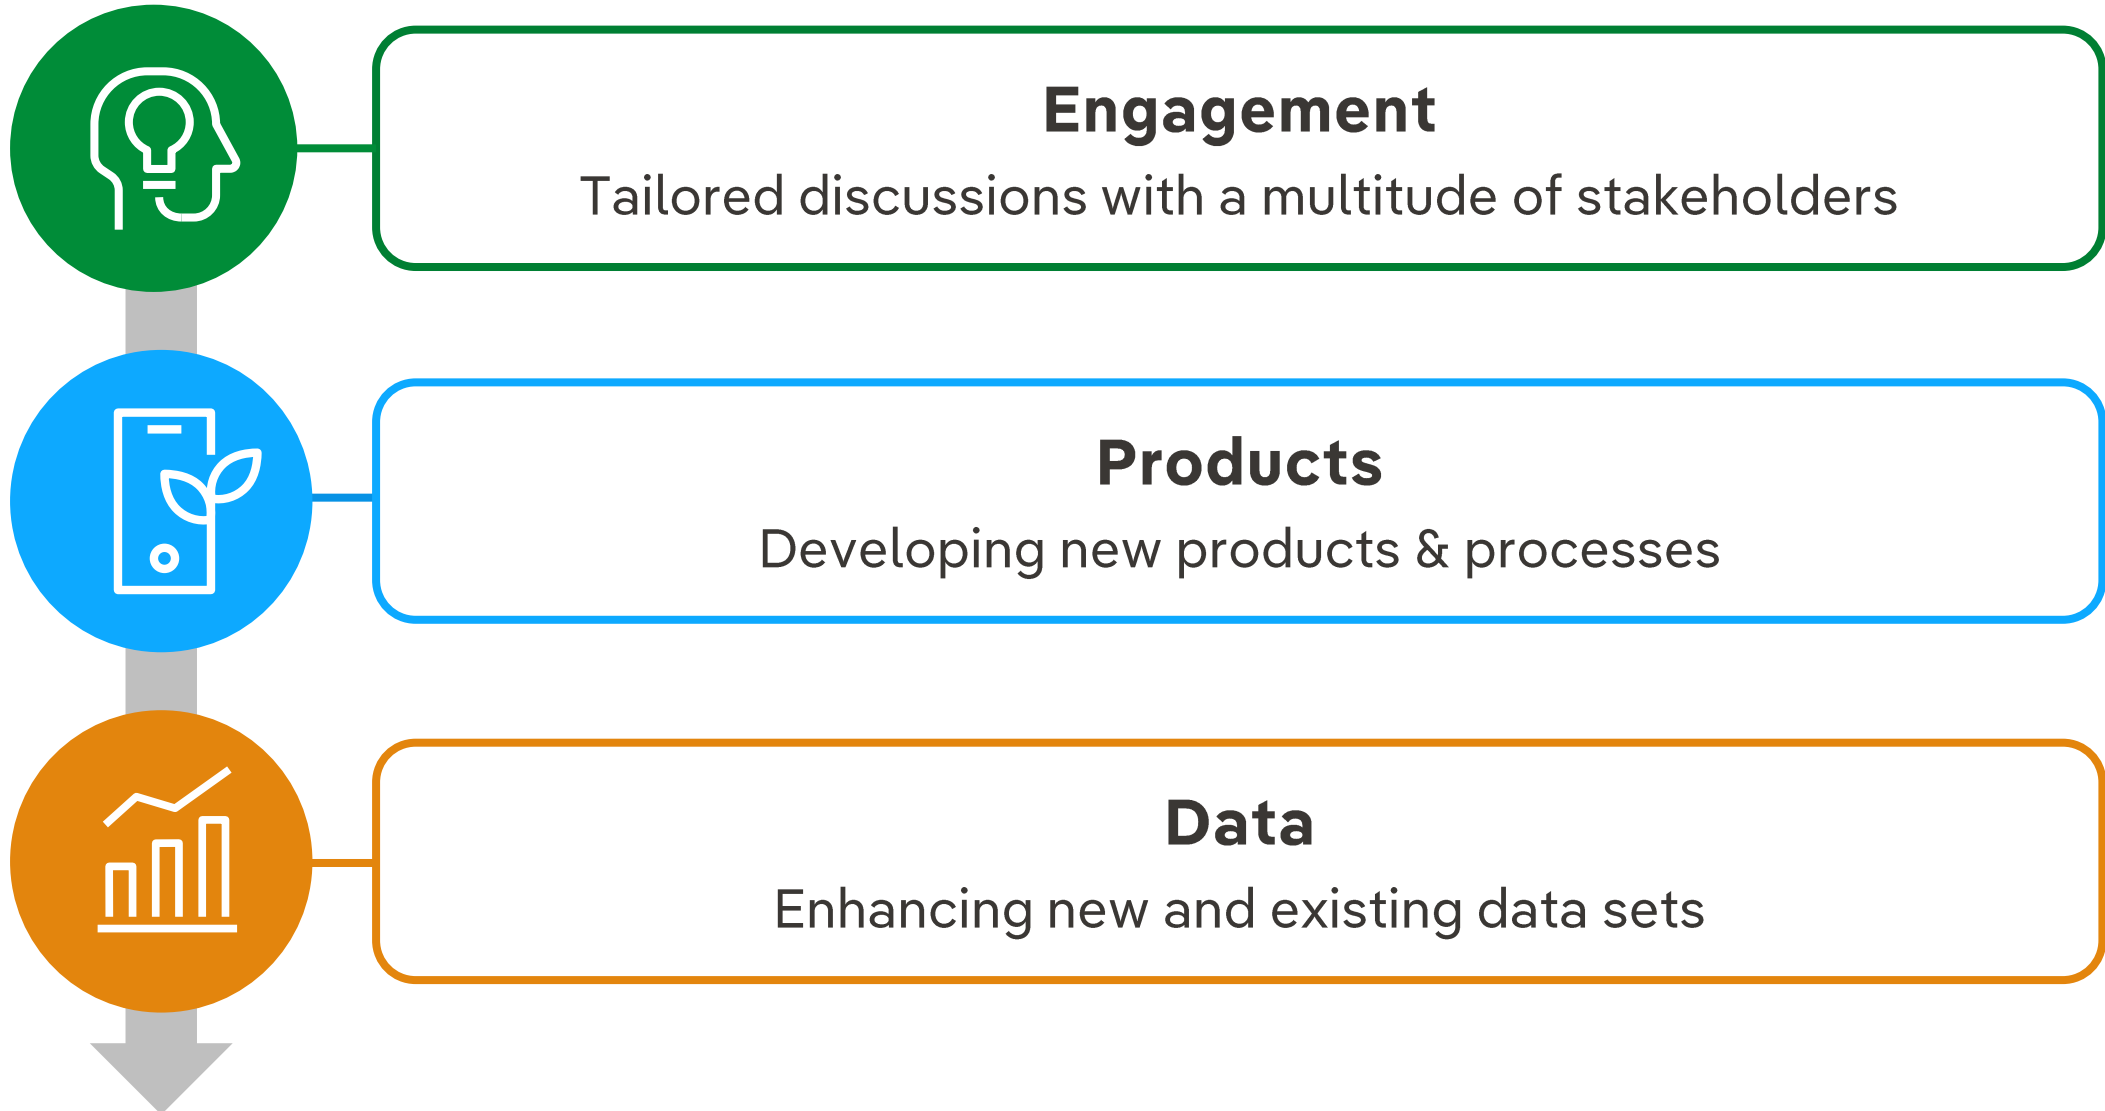 Engagement
Tailored discussions with a multitude of stakeholders
Products
Developing new products & processes
Data
Enhancing new and existing data sets